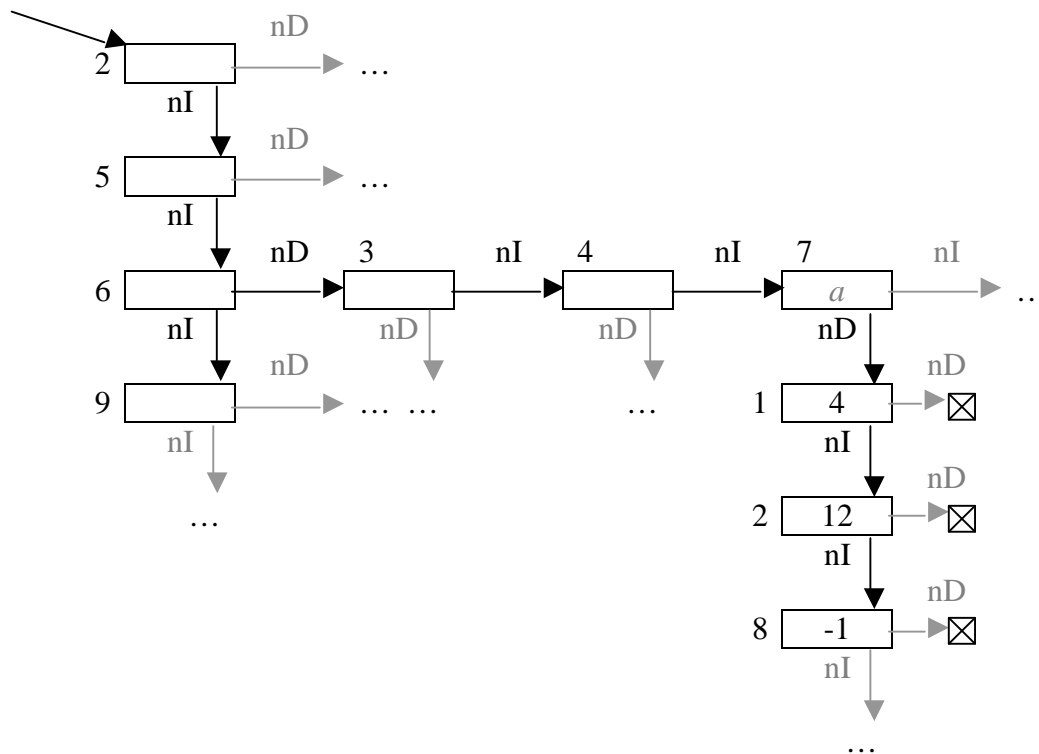 nD
2 …
nI
nD
5 …
nI
nD 3 nI 4 nI 7 nI
6 a ..
nI nD nD nD
nD nD
9 … … … 1 4
nI nI
nD
… 2 12
nI
nD
8 -1
nI
…